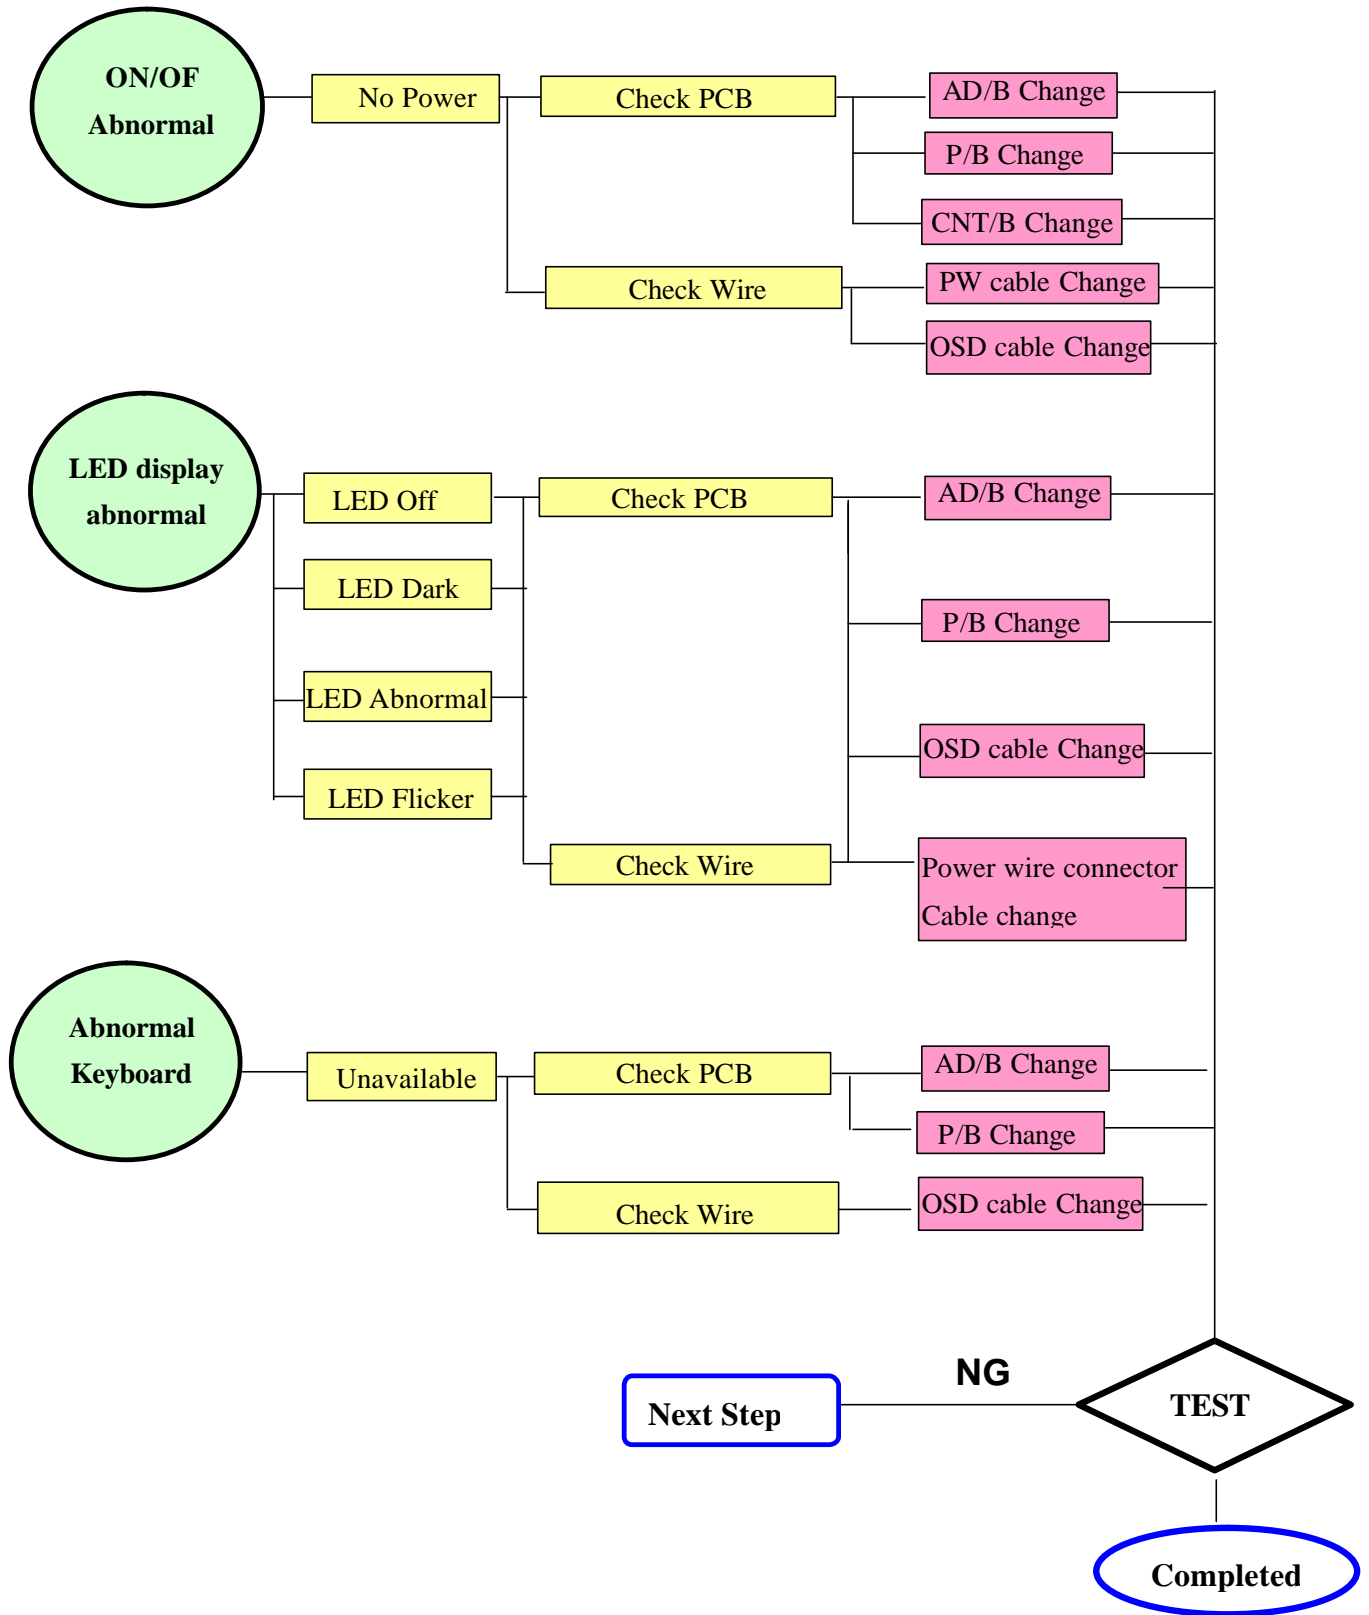 ON/OF
Abnormal
No Power
Check PCB
AD/B Change
P/B Change
CNT/B Change
Check Wire
PW cable Change
OSD cable Change
LED display
abnormal
LED Off
LED Dark
LED Abnormal
LED Flicker
Check PCB
AD/B Change
P/B Change
OSD cable Change
Check Wire
Power wire connector
Cable change
Abnormal
Keyboard
Unavailable
Check PCB
AD/B Change
P/B Change
Check Wire
OSD cable Change
NG
Next Step
TEST
Completed